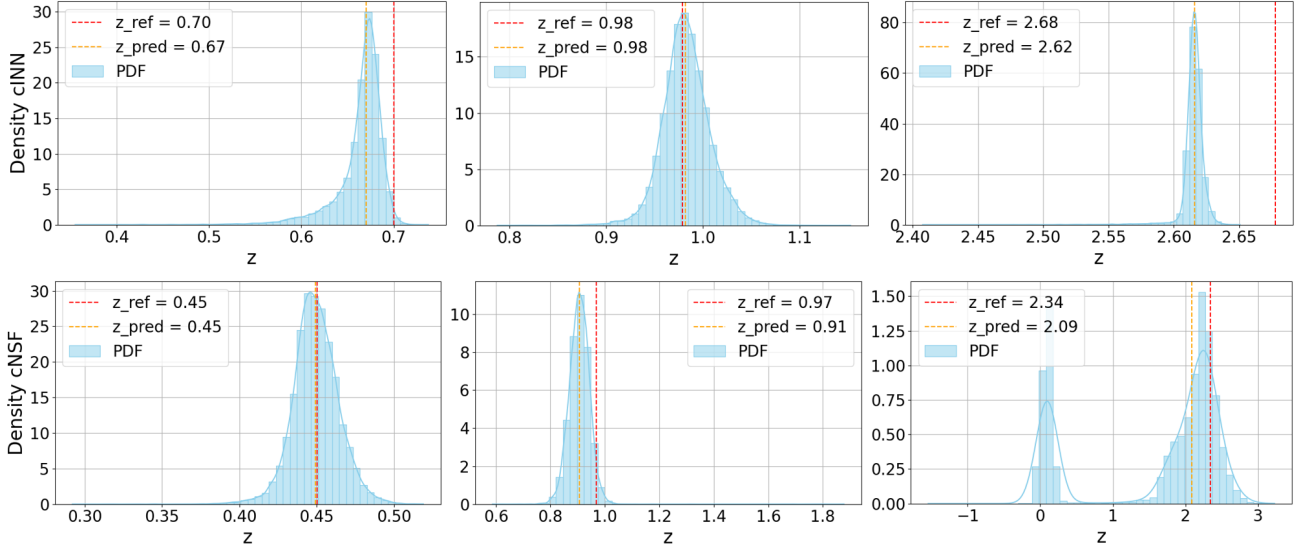 Density cINN
30
25
20
15
10
5
0
0.4
0.5
0.6
0.7
z
z_ref = 0.70
z_pred = 0.67
PDF
15
10
5
0
0.8
0.9
1.0
1.1
z
z_ref = 0.98
z_pred = 0.98
PDF
80
60
40
20
0
2.40
2.45
2.50
2.55
2.60
2.65
z
z_ref = 2.68
z_pred = 2.62
PDF
Density cNSF
30
25
20
15
10
5
0
0.30
0.35
0.40
0.45
0.50
z
z_ref = 0.45
z_pred = 0.45
PDF
10
8
6
4
2
0
0.6
0.8
1.0
1.2
1.4
1.6
1.8
z
z_ref = 0.97
z_pred = 0.91
PDF
1.50
1.25
1.00
0.75
0.50
0.25
0.00
−1
0
1
2
3
z
z_ref = 2.34
z_pred = 2.09
PDF